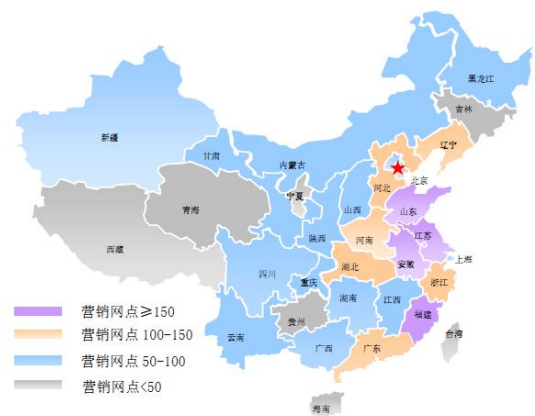 黑龙江
吉林
新疆
辽宁
甘肃
内蒙古
北京
河北
宁夏
山西
山东
青海
陕西
河南
江苏
西藏
安徽
上海
湖北
四川
重庆
浙江
湖南
江西
福建
贵州
云南
台湾
广西
广东
海南
营销网点≥150
营销网点 100-150
营销网点 50-100
营销网点<50